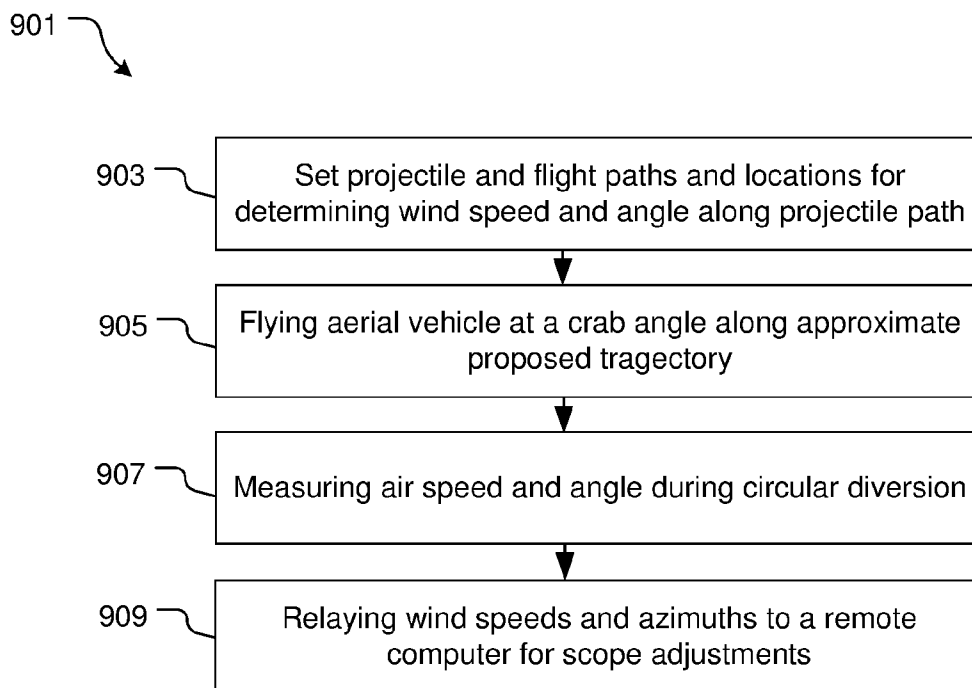 901
903
Set projectile and flight paths and locations for
determining wind speed and angle along projectile path
905
Flying aerial vehicle at a crab angle along approximate
proposed tragectory
907
Measuring air speed and angle during circular diversion
909
Relaying wind speeds and azimuths to a remote
computer for scope adjustments